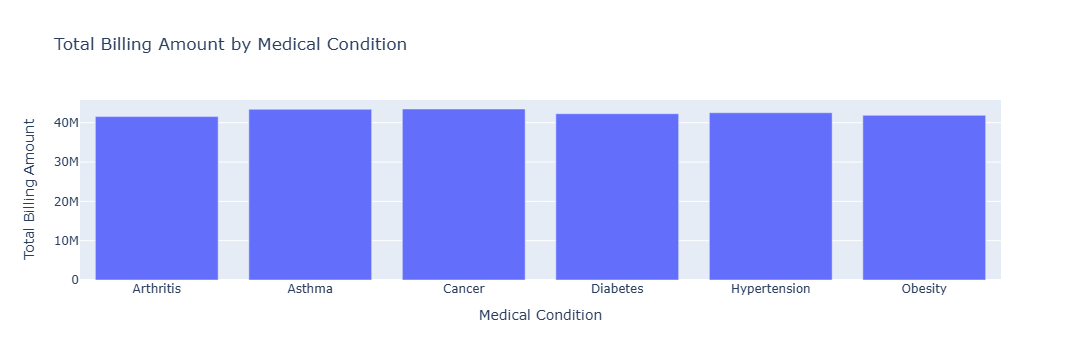 Total Billing Amount by Medical Condition
Total Billing Amount
40M
30M
20M
10M
0
Arthritis
Asthma
Cancer
Diabetes
Hypertension
Obesity
Medical Condition